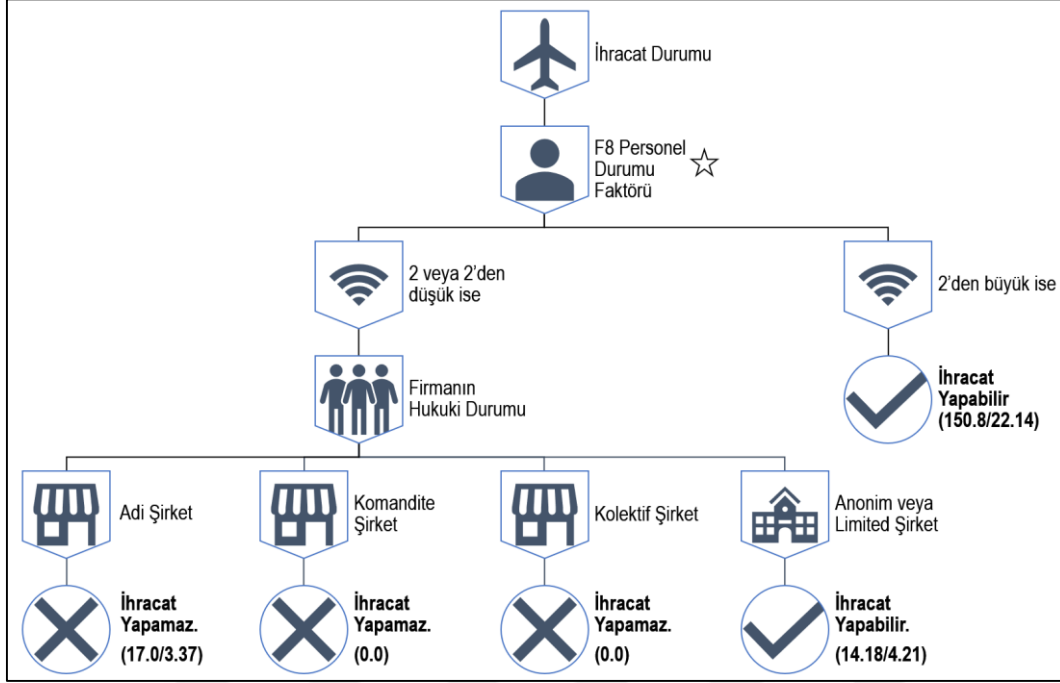 İhracat Durumu
F8 Personel
Durumu
Faktörü
2 veya 2'den
düşük ise
2'den büyük ise
Firmanın
Hukuki Durumu
İhracat
Yapabilir
(150.8/22.14)
Adi Şirket
Komandite
Şirket
Kolektif Şirket
Anonim veya
Limited Şirket
İhracat
Yapamaz.
(17.0/3.37)
İhracat
Yapamaz.
(0.0)
İhracat
Yapamaz.
(0.0)
İhracat
Yapabilir.
(14.18/4.21)